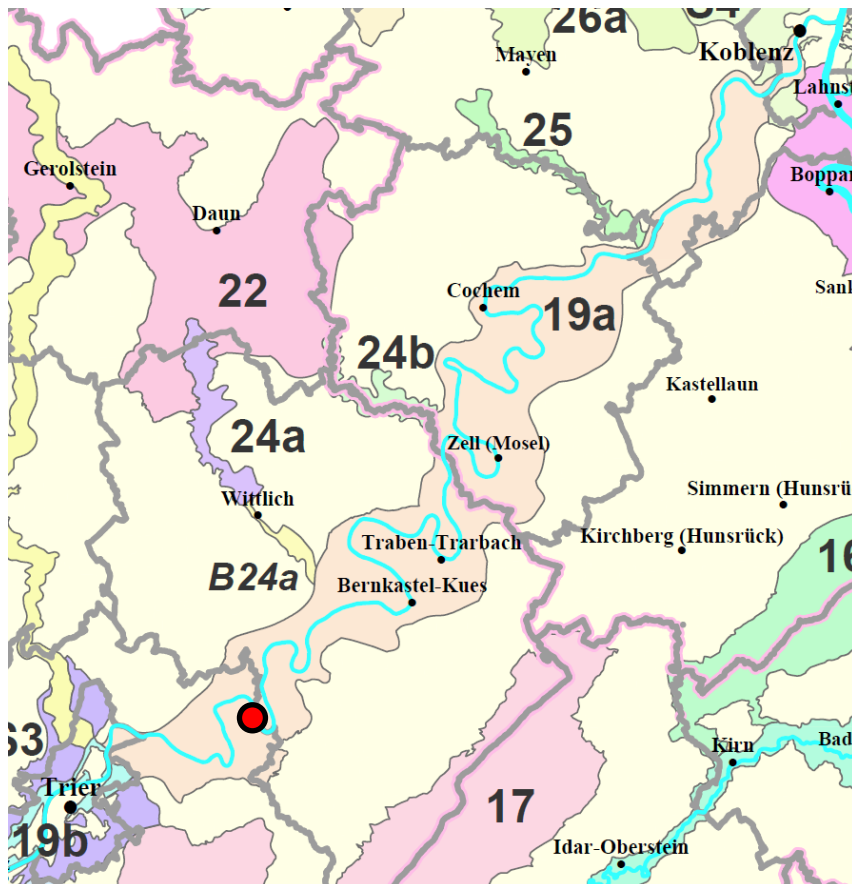 26a
Koblenz
Mayen
Lahnst
25
Gerolstein
Boppar
Daun
22
Sank
Cochem
19a
24b
Kastellaun
24a
Zell (Mosel)
Wittlich
Simmern (Hunsrü
Traben-Trarbach
Kirchberg (Hunsrück)
16
B24a
Bernkastel-Kues
63
Kirn
Bad
Trier
17
19b
Idar-Oberstein